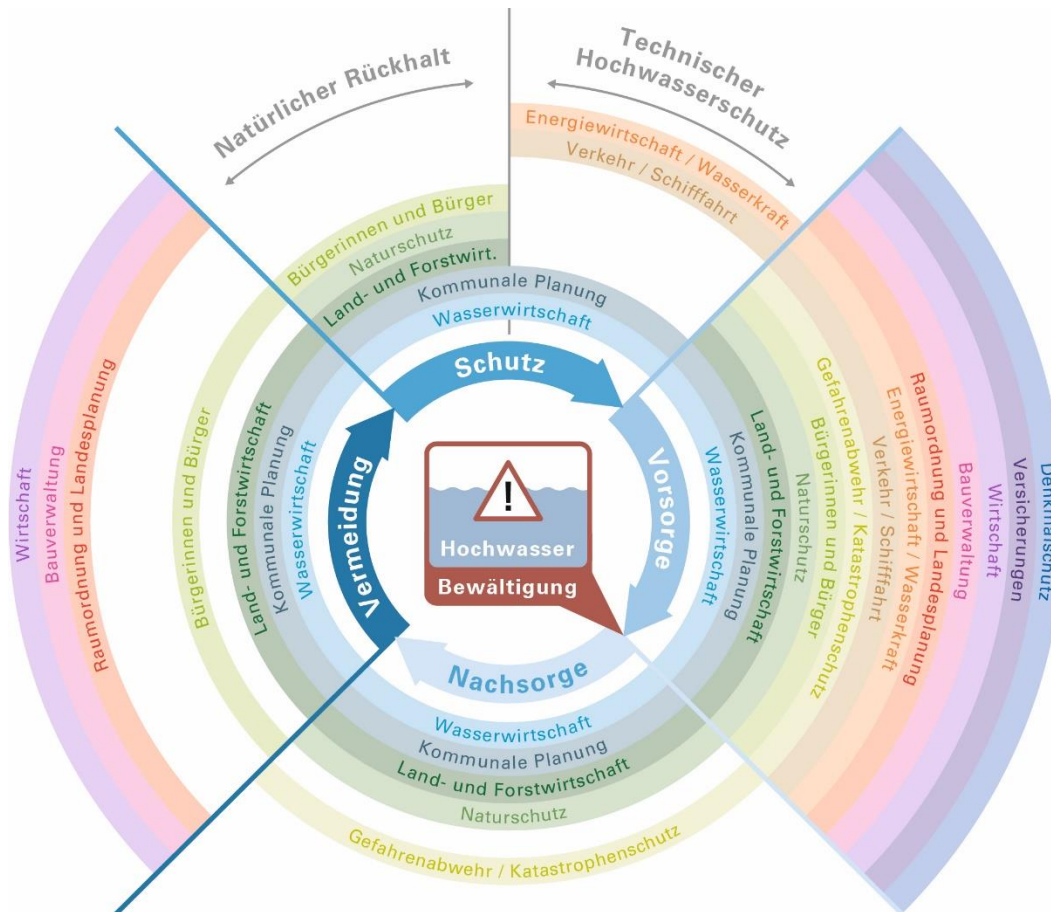 Natürlicher Rückhalt
Technischer
Hochwasserschutz
Energiewirtschaft / Wasserkraft
Verkehr / Schifffahrt
Bürgerinnen und Bürger
Naturschutz
Land- und Forstwirt.
Kommunale Planung
Wasserwirtschaft
Schutz
Vorsorge
Wasserwirtschaft
Kommunale Planung
Land- und Forstwirtschaft
Naturschutz
Bürgerinnen und Bürger
Gefahrenabwehr / Katastrophenschutz
Verkehr / Schifffahrt
Energiewirtschaft / Wasserkraft
Raumordnung und Landesplanung
Bauverwaltung
Wirtschaft
Versicherungen
Denkmalschutz
Nachsorge
Wasserwirtschaft
Kommunale Planung
Land- und Forstwirtschaft
Naturschutz
Gefahrenabwehr / Katastrophenschutz
Vermeidung
Wasserwirtschaft
Kommunale Planung
Land- und Forstwirtschaft
Bürgerinnen und Bürger
Raumordnung und Landesplanung
Bauverwaltung
Wirtschaft
!
Hochwasser
Bewältigung